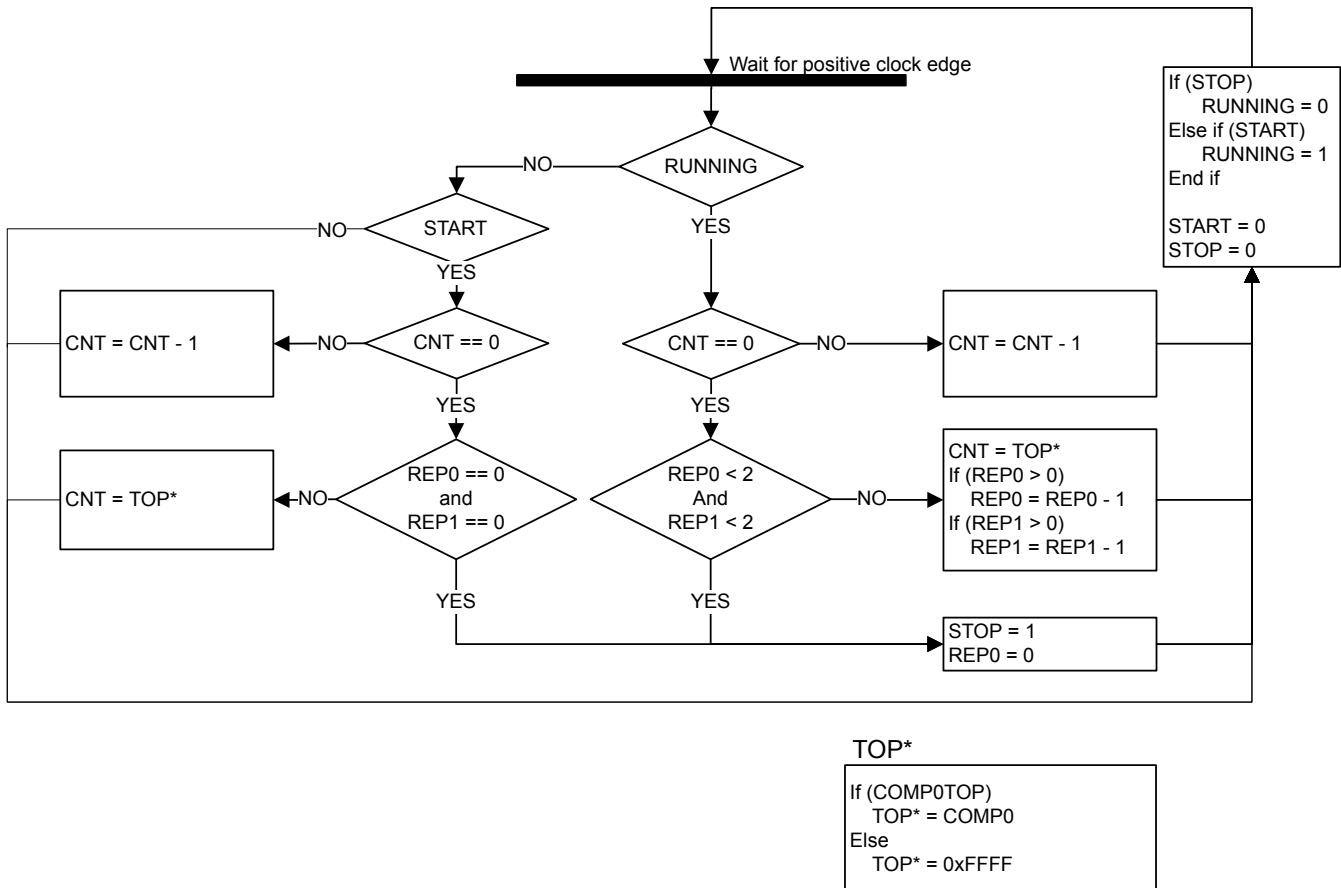 Wait for positive clock edge
If (STOP)
RUNNING = 0
Else if (START)
RUNNING = 1
End if
START = 0
STOP = 0
NO
RUNNING
YES
NO
START
YES
CNT = CNT - 1
NO
CNT == 0
YES
CNT == 0
NO
CNT = CNT - 1
YES
CNT = TOP*
NO
REP0 == 0
and
REP1 == 0
YES
REP0 < 2
And
REP1 < 2
NO
CNT = TOP*
If (REP0 > 0)
REP0 = REP0 - 1
If (REP1 > 0)
REP1 = REP1 - 1
YES
STOP = 1
REP0 = 0
TOP*
If (COMP0TOP)
TOP* = COMP0
Else
TOP* = 0xFFFF